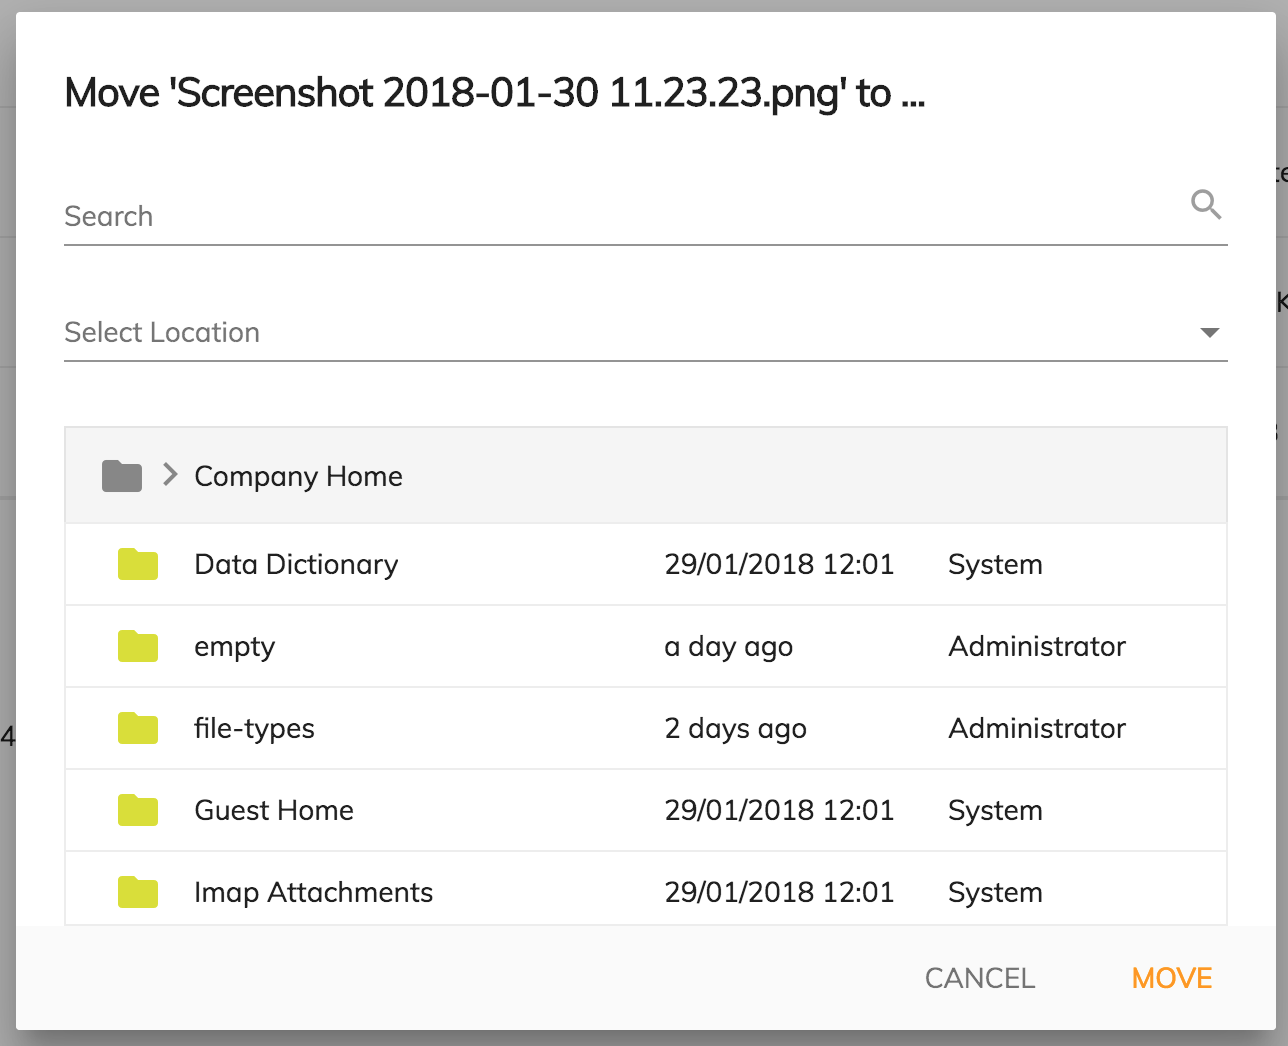 Move 'Screenshot 2018-01-30 11.23.23.png' to ...
Search
Select Location
Company Home
Data Dictionary 29/01/2018 12:01 System
empty a day ago Administrator
file-types 2 days ago Administrator
Guest Home 29/01/2018 12:01 System
Imap Attachments 29/01/2018 12:01 System
4
CANCEL MOVE